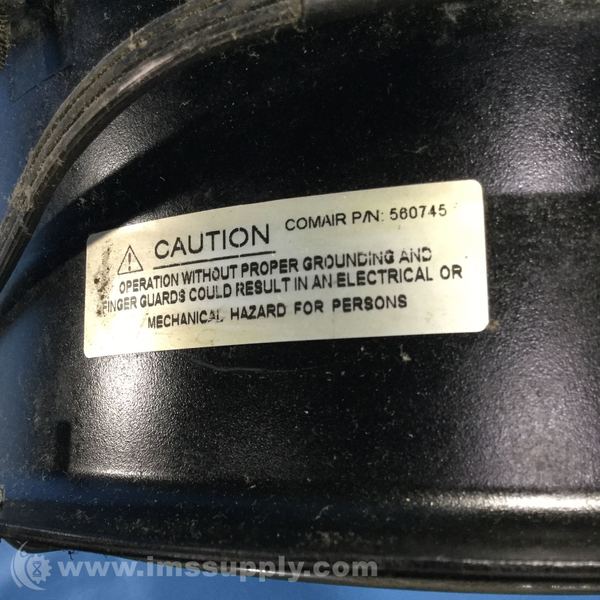 COMAIR P/N: 560745
CAUTION
OPERATION WITHOUT PROPER GROUNDING AND
FINGER GUARDS COULD RESULT IN AN ELECTRICAL OR
MECHANICAL HAZARD FOR PERSONS
www.imssupply.com